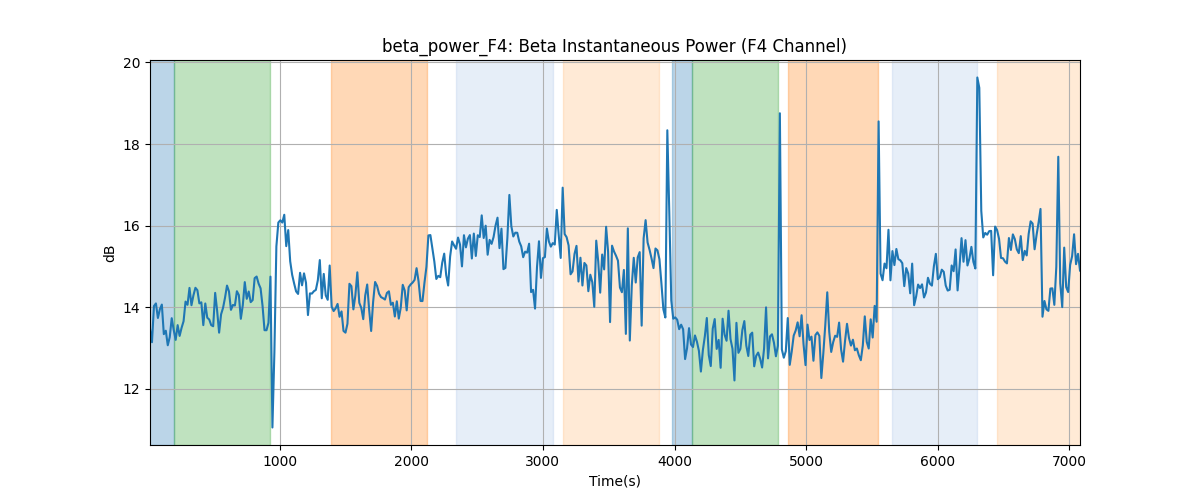 beta_power_F4: Beta Instantaneous Power (F4 Channel)
20
18
16
14
12
dB
1000 2000 3000 4000 5000 6000 7000
Time(s)